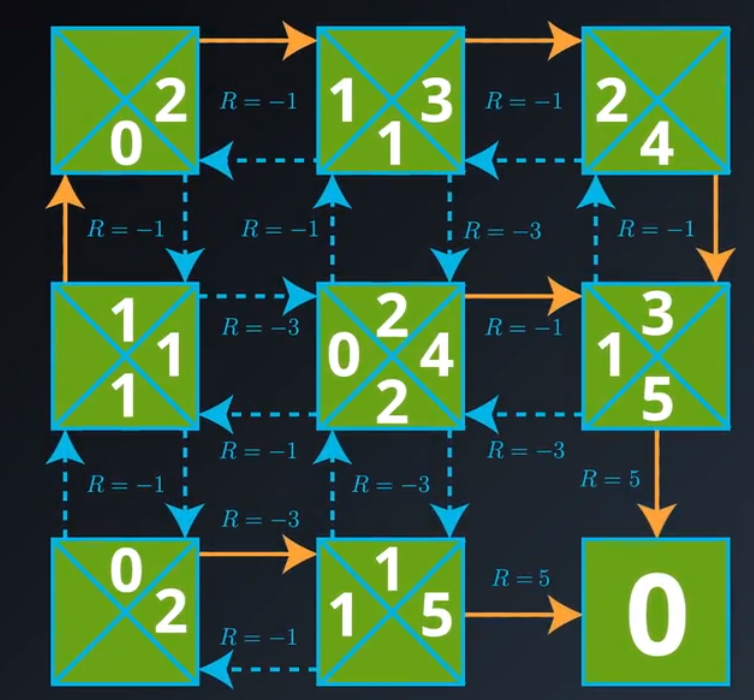 2
0
R = −1
1 3
1
R = −1
2
4
R = −1
R = −1
R = −3
R = −1
1
1
1
R = −3
2
0 4
2
R = −1
3
1
5
R = −1
R = −3
R = −1
R = −3
R = 5
R = −3
0
2
1
1 5
R = 5
0
R = −1